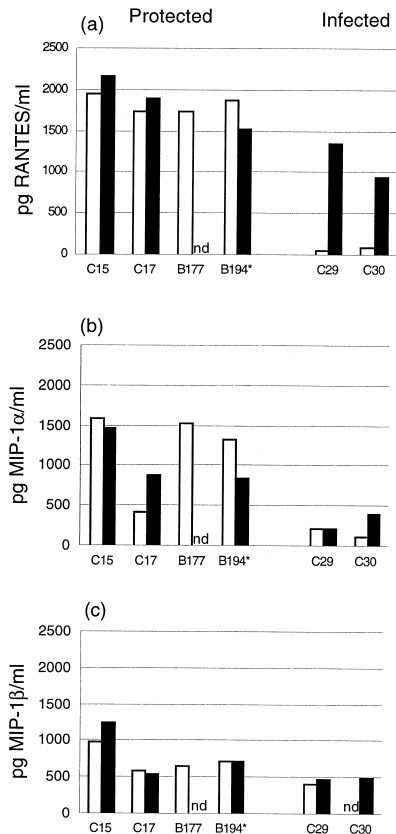 Protected Infected
(a)
pg RANTES/ml
2500
2000
1500
1000
500
0
nd
C15 C17 B177 B194* C29 C30
(b)
pg MIP-1α/ml
2500
2000
1500
1000
500
0
nd
C15 C17 B177 B194* C29 C30
(c)
pg MIP-1β/ml
2500
2000
1500
1000
500
0
nd nd
C15 C17 B177 B194* C29 C30